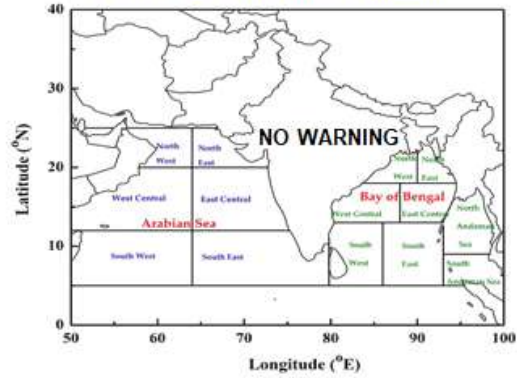 40
30
20
10
0
Latitude (°N)
NO WARNING
North
West
North
East
West Central
East Central
Arabian Sea
South West
South East
North
West
North
East
Bay of Bengal
West Central
East Central
South
West
South
East
North
Andaman
Sea
South
Andaman Sea
50
60
70
80
90
100
Longitude (°E)